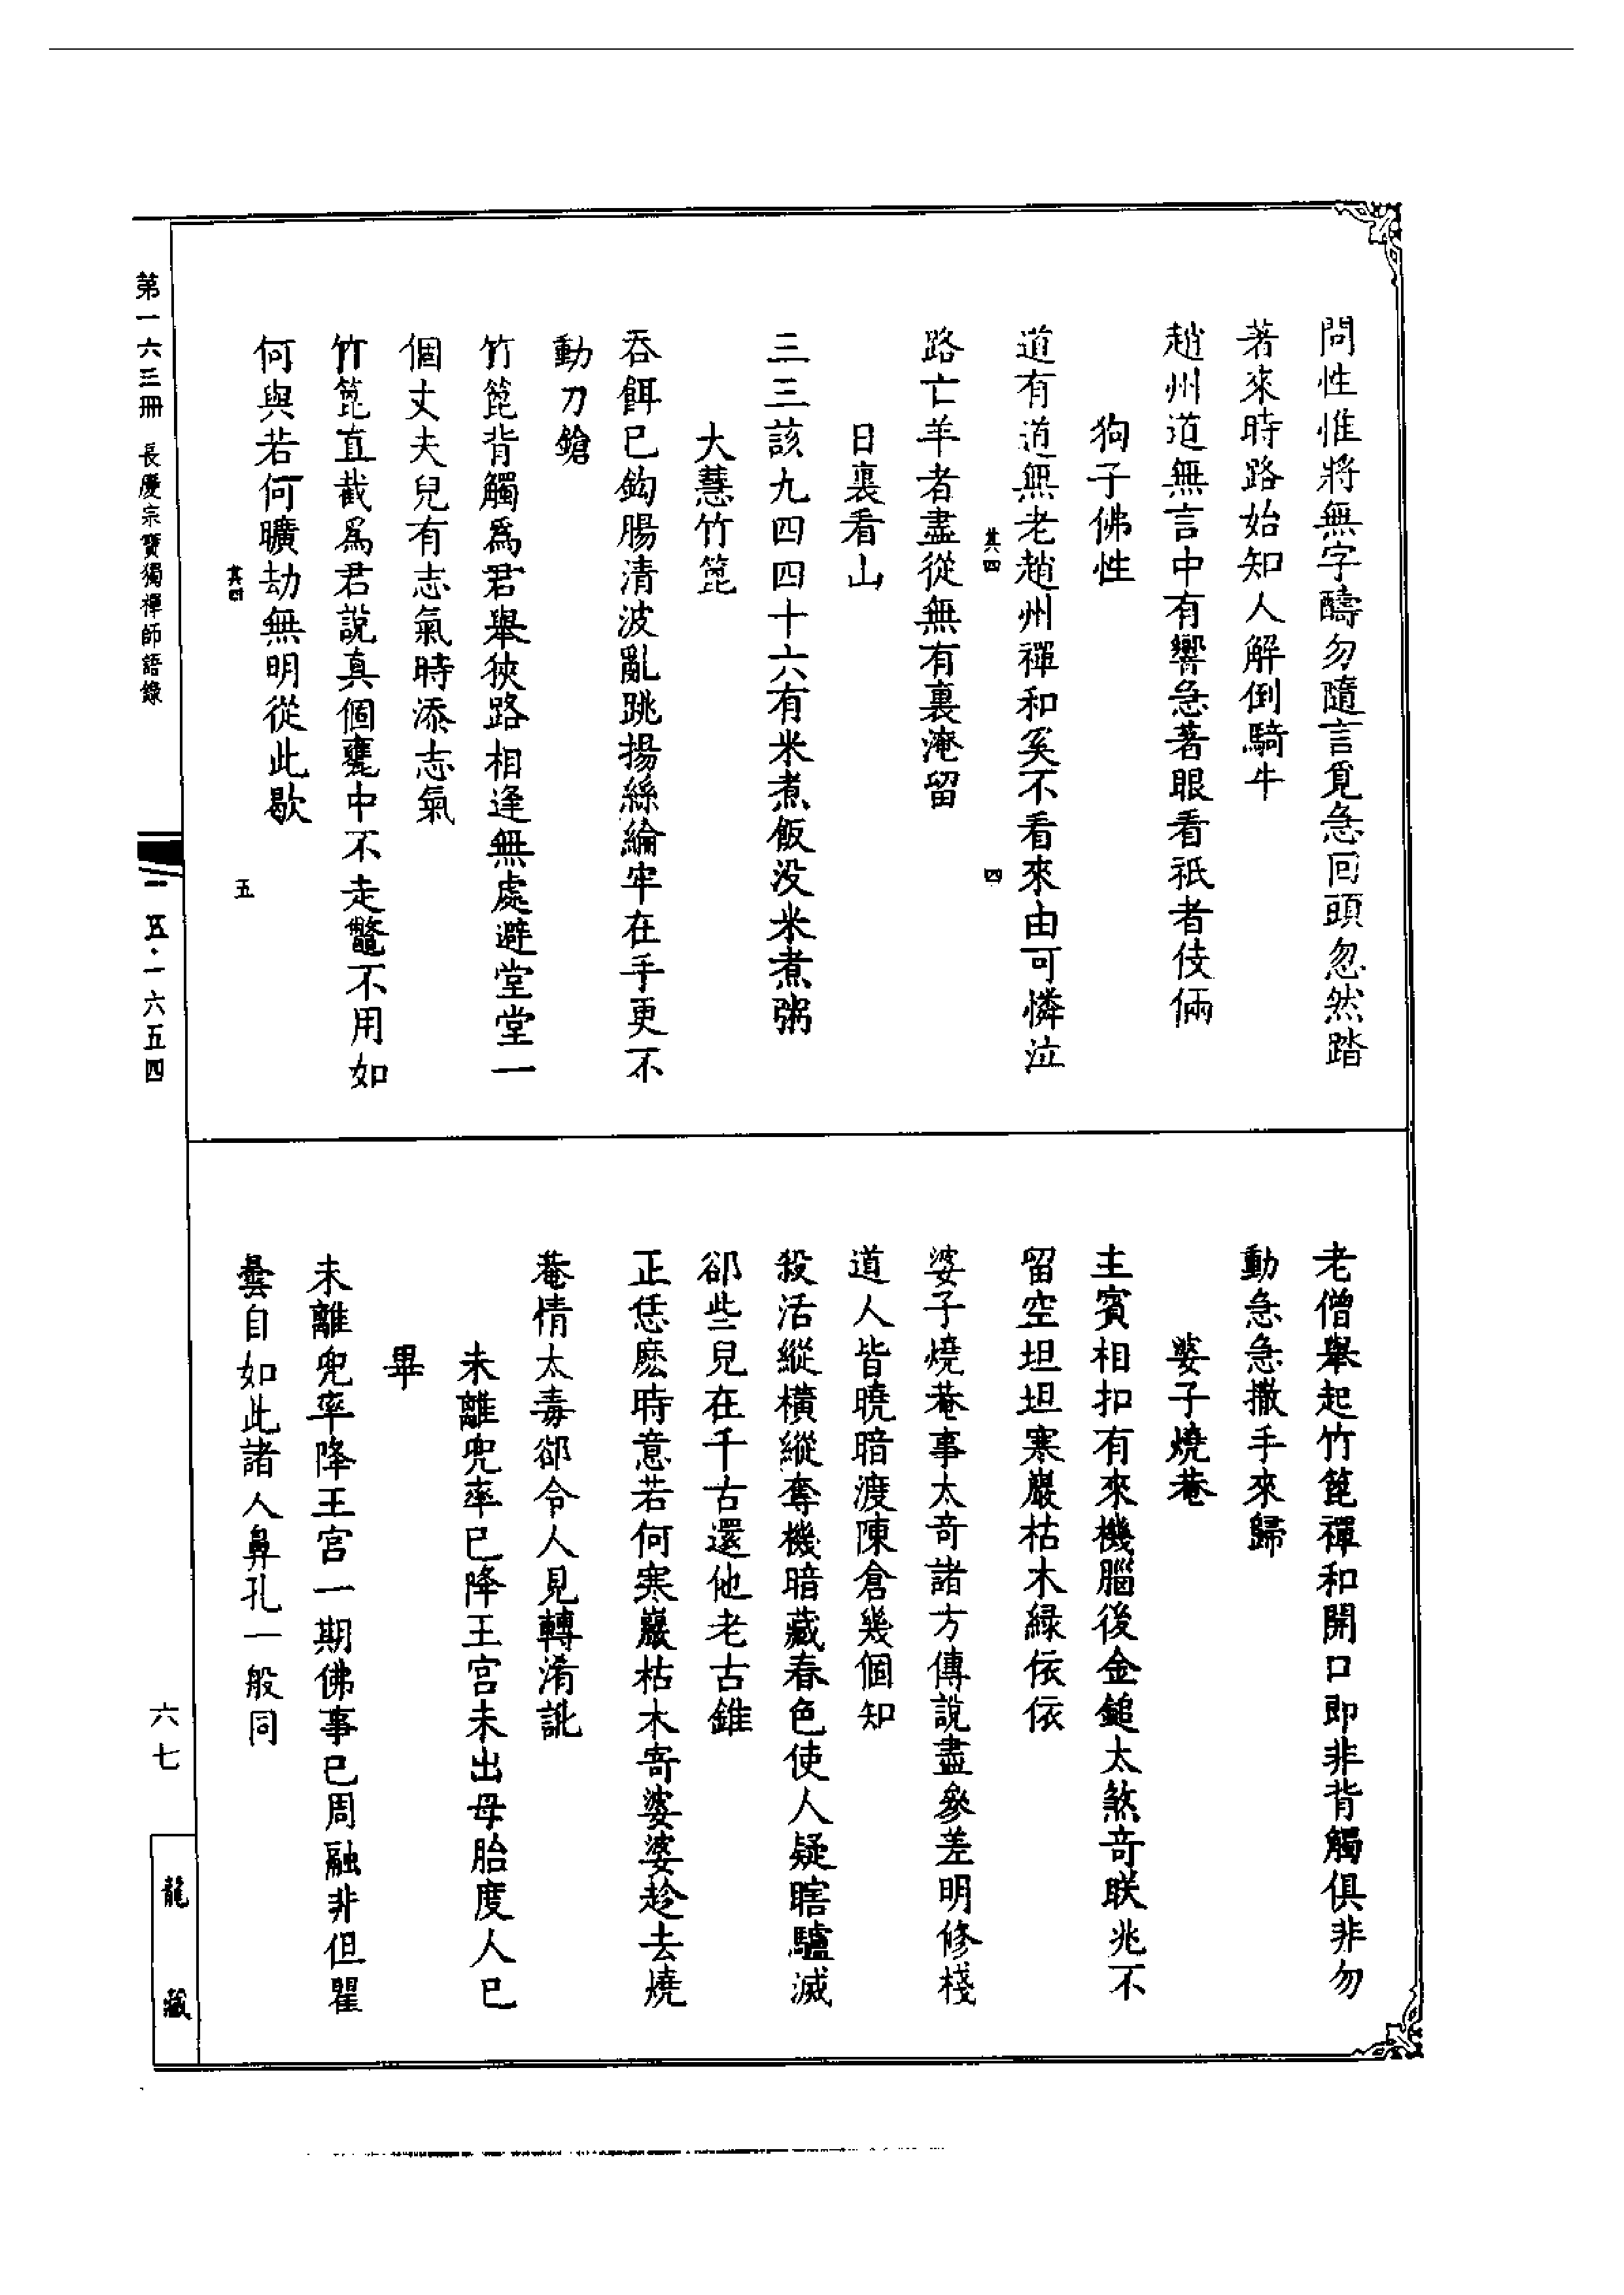 問性惟將無字醻勿隨言覓急回頭忽然踏
著來時路始知人解倒騎牛
趙州道無言中有響急著眼看祇者伎倆
狗子佛性
道有道無老趙州禪和奚不看來由可憐泣
其四
四
路亡羊者盡從無有裏淹留
日裏看山
三三該九四四十六有米煮飯没米煮粥
大慧竹篦
吞餌已鈎腸清波亂跳揚絲綸牢在手更不
動刀鎗
竹篦背觸爲君舉狹路相逢無處避堂堂一
個丈夫兒有志氣時添志氣
竹篦直截爲君說真個甕中不走鼈不用如
何與若何曠劫無明從此歇
其四
五
老僧舉起竹篦禪和開口即非背觸俱非勿
動急急撒手來歸
婆子燒菴
主賓相扣有來機腦後金鎚太煞奇朕兆不
留空坦坦寒巖枯木緑依依
婆子燒菴事太奇諸方傳說盡參差明修棧
道人皆曉暗渡陳倉幾個知
殺活縱橫縱奪機暗藏春色使人疑瞎驢滅
卻些兒在千古還他老古錐
正恁麽時意若何寒巖枯木寄婆婆趁去燒
菴情太毒卻令人見轉淆訛
未離兜率已降王宮未出母胎度人已
畢
未離兜率降王宮一期佛事已周融非但瞿
曇自如此諸人鼻孔一般同
第一六三冊 長慶宗寶獨禪師語錄
一五·一六五四
六七
龍藏